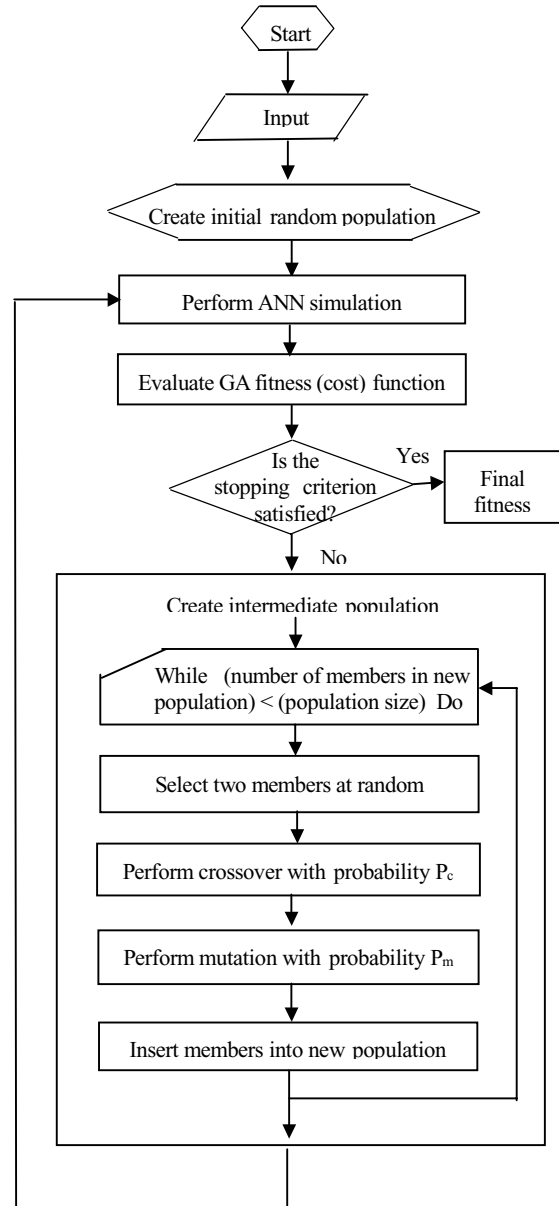 Start
Input
Create initial random population
Perform ANN simulation
Evaluate GA fitness (cost) function
Is the
stopping criterion
satisfied?
Yes
Final
fitness
No
Create intermediate population
While (number of members in new
population) < (population size) Do
Select two members at random
Perform crossover with probability Pc
Perform mutation with probability Pm
Insert members into new population